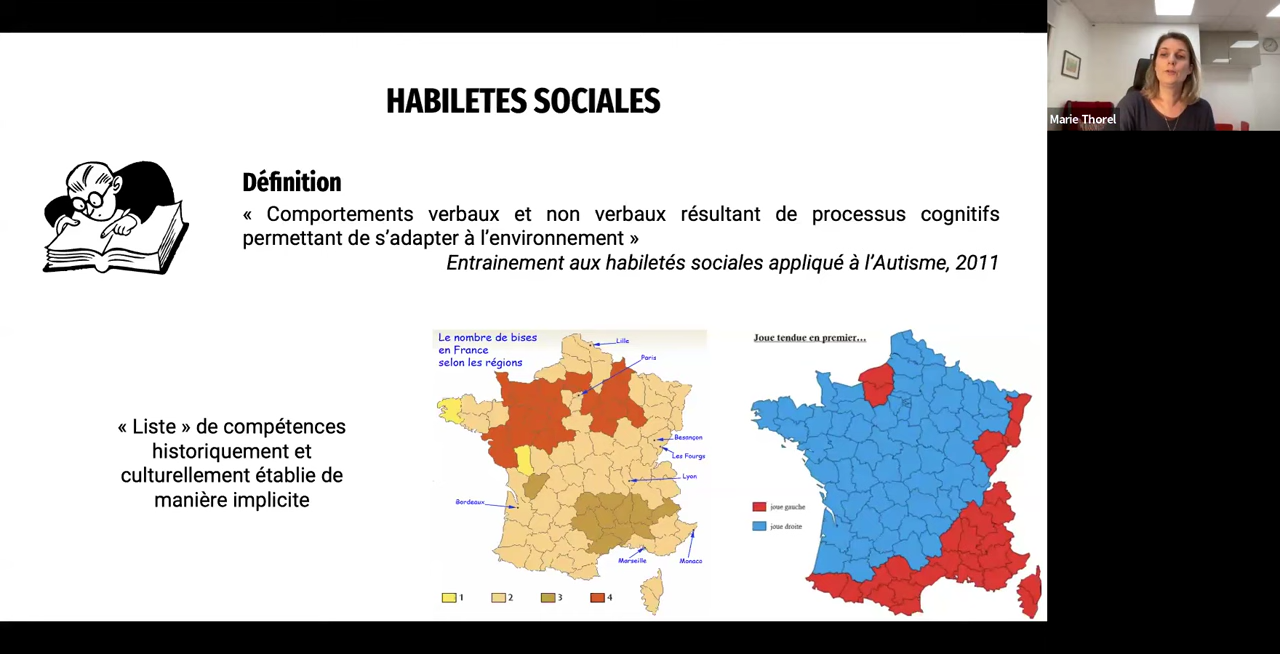 HABILETES SOCIALES
Marie Thorel
Définition
« Comportements verbaux et non verbaux résultant de processus cognitifs
permettant de s’adapter à l’environnement »
Entrainement aux habiletés sociales appliqué à l’Autisme, 2011
« Liste » de compétences
historiquement et
culturellement établie de
manière implicite
Le nombre de bises
en France
selon les régions
Lille
Paris
Besançon
Les Fourgs
Lyon
Bordeaux
Marseille
Monaco
1 2 3 4
Joue tendue en premier...
joue gauche
joue droite